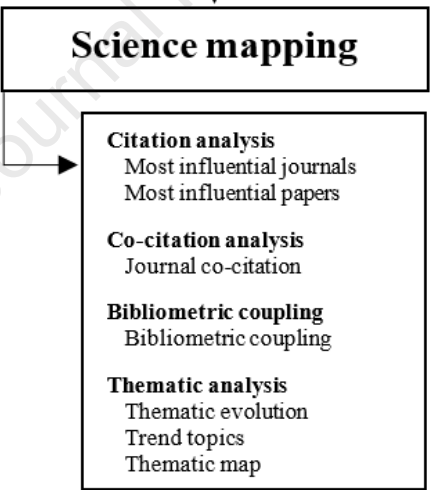 Science mapping
Citation analysis
Most influential journals
Most influential papers
Co-citation analysis
Journal co-citation
Bibliometric coupling
Bibliometric coupling
Thematic analysis
Thematic evolution
Trend topics
Thematic map
Journal